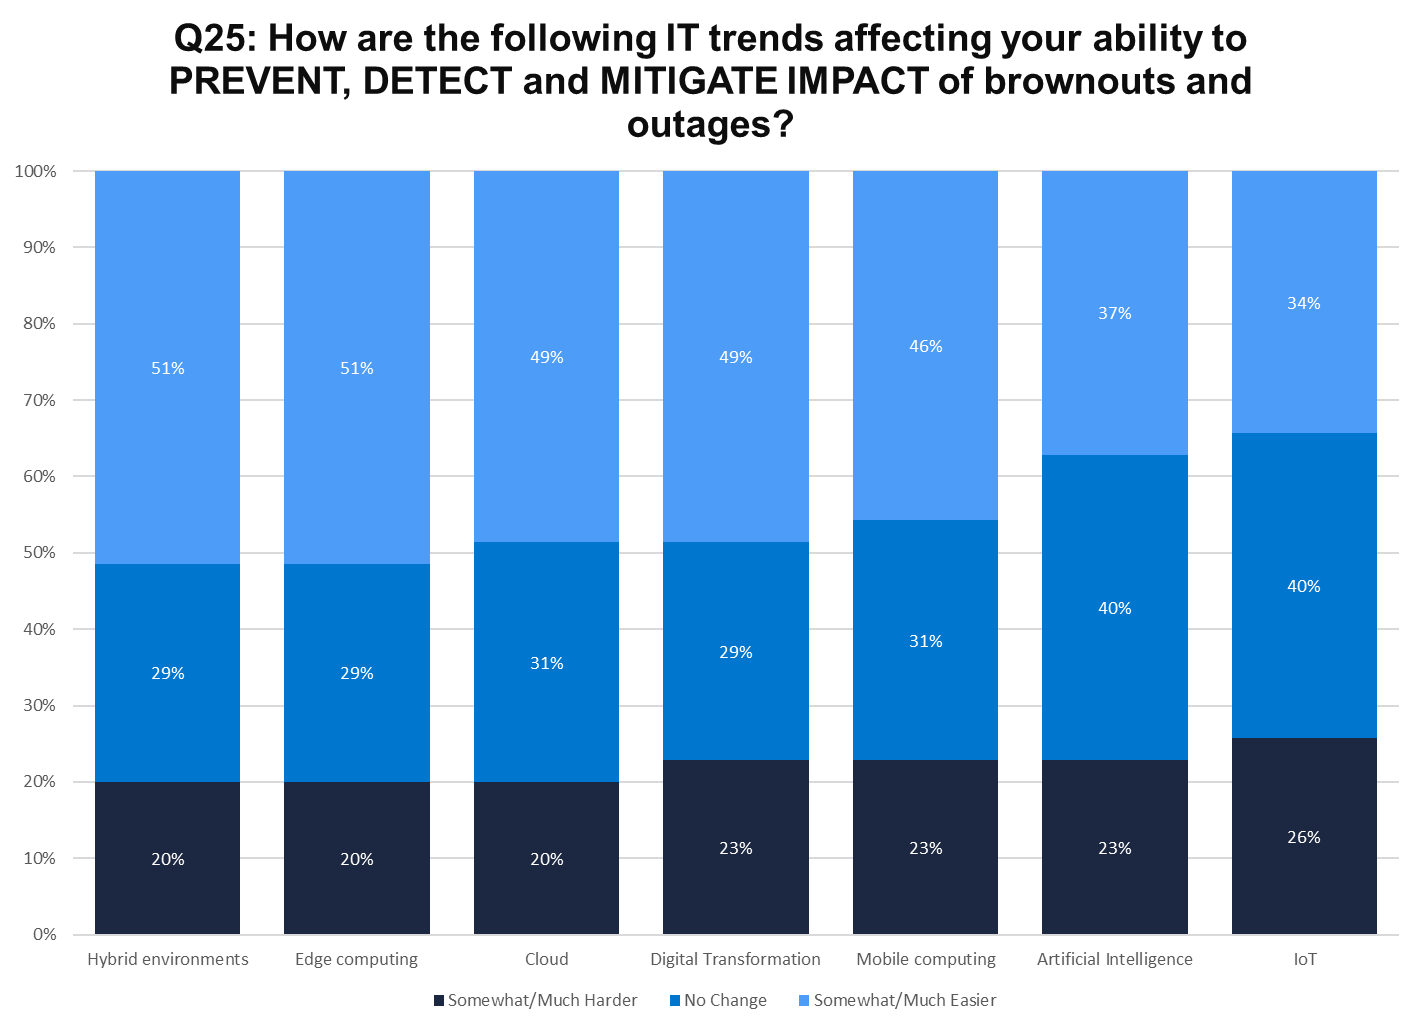 Q25: How are the following IT trends affecting your ability to
PREVENT, DETECT and MITIGATE IMPACT of brownouts and
outages?
100%
90%
80%
70%
60%
50%
40%
30%
20%
10%
0%
51% 51% 49% 49% 46% 37% 34%
29% 29% 31% 29% 31% 40% 40%
20% 20% 20% 23% 23% 23% 26%
Hybrid environments Edge computing Cloud Digital Transformation Mobile computing Artificial Intelligence IoT
Somewhat/Much Harder No Change Somewhat/Much Easier